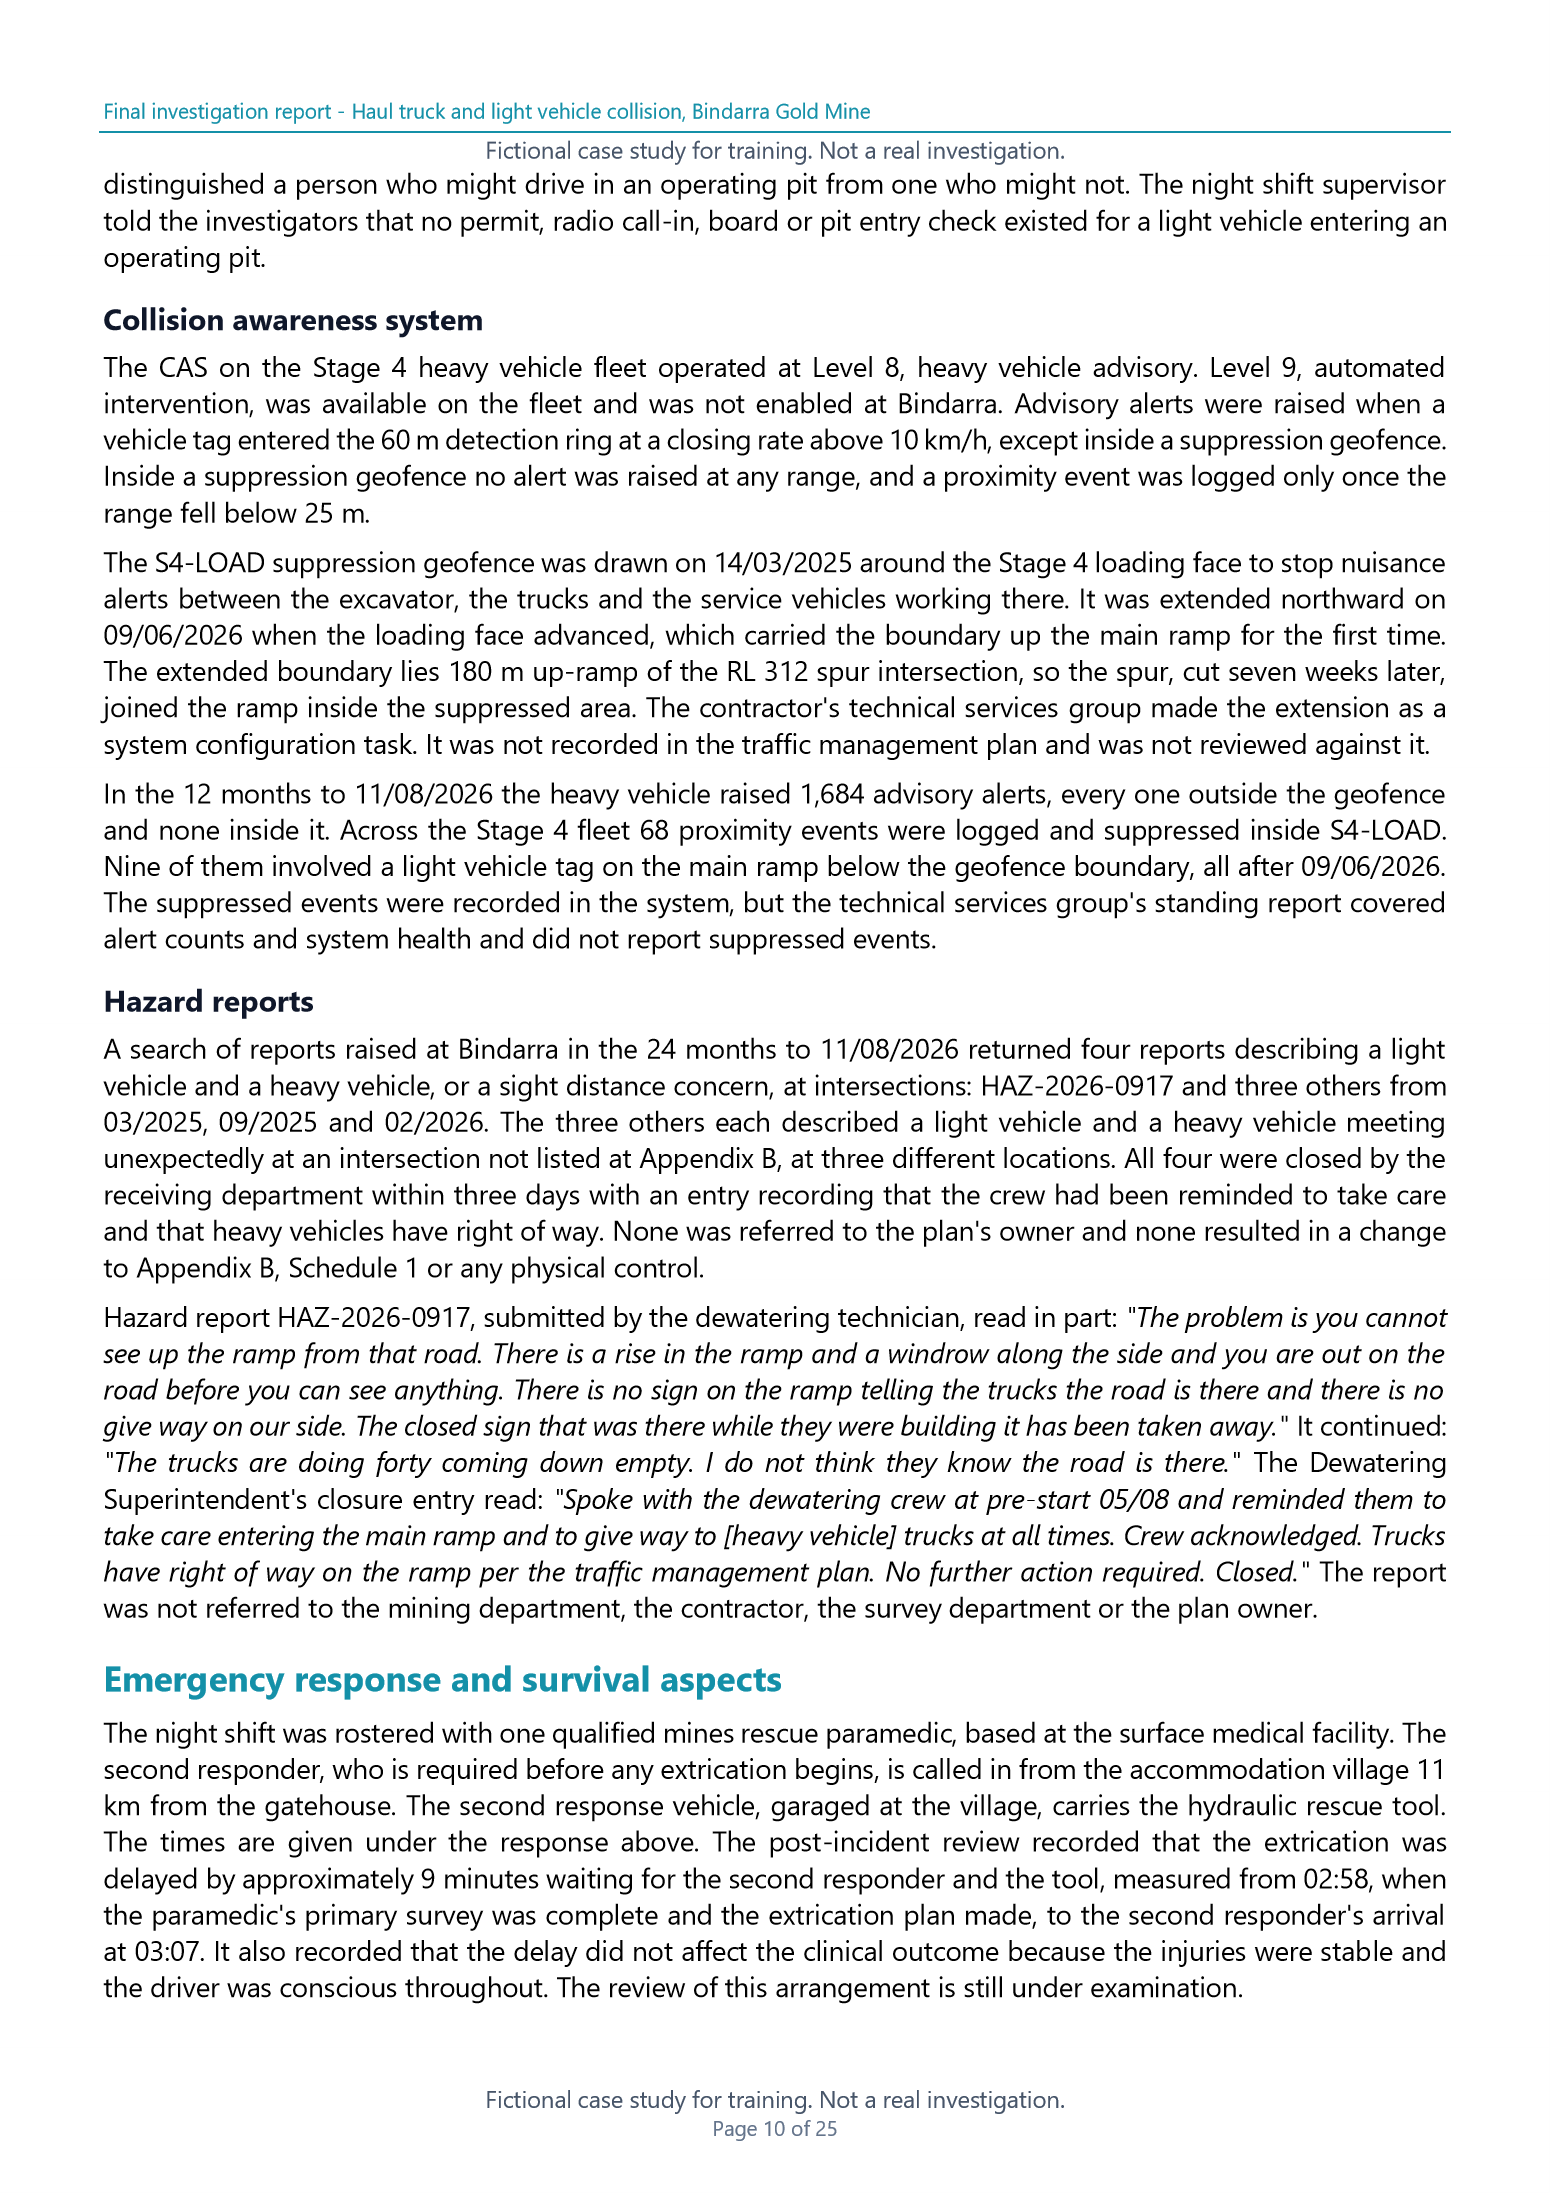 Final investigation report - Haul truck and light vehicle collision, Bindarra Gold Mine
Fictional case study for training. Not a real investigation.
distinguished a person who might drive in an operating pit from one who might not. The night shift supervisor
told the investigators that no permit, radio call-in, board or pit entry check existed for a light vehicle entering an
operating pit.
Collision awareness system
The CAS on the Stage 4 heavy vehicle fleet operated at Level 8, heavy vehicle advisory. Level 9, automated
intervention, was available on the fleet and was not enabled at Bindarra. Advisory alerts were raised when a
vehicle tag entered the 60 m detection ring at a closing rate above 10 km/h, except inside a suppression geofence.
Inside a suppression geofence no alert was raised at any range, and a proximity event was logged only once the
range fell below 25 m.
The S4-LOAD suppression geofence was drawn on 14/03/2025 around the Stage 4 loading face to stop nuisance
alerts between the excavator, the trucks and the service vehicles working there. It was extended northward on
09/06/2026 when the loading face advanced, which carried the boundary up the main ramp for the first time.
The extended boundary lies 180 m up-ramp of the RL 312 spur intersection, so the spur, cut seven weeks later,
joined the ramp inside the suppressed area. The contractor's technical services group made the extension as a
system configuration task. It was not recorded in the traffic management plan and was not reviewed against it.
In the 12 months to 11/08/2026 the heavy vehicle raised 1,684 advisory alerts, every one outside the geofence
and none inside it. Across the Stage 4 fleet 68 proximity events were logged and suppressed inside S4-LOAD.
Nine of them involved a light vehicle tag on the main ramp below the geofence boundary, all after 09/06/2026.
The suppressed events were recorded in the system, but the technical services group's standing report covered
alert counts and system health and did not report suppressed events.
Hazard reports
A search of reports raised at Bindarra in the 24 months to 11/08/2026 returned four reports describing a light
vehicle and a heavy vehicle, or a sight distance concern, at intersections: HAZ-2026-0917 and three others from
03/2025, 09/2025 and 02/2026. The three others each described a light vehicle and a heavy vehicle meeting
unexpectedly at an intersection not listed at Appendix B, at three different locations. All four were closed by the
receiving department within three days with an entry recording that the crew had been reminded to take care
and that heavy vehicles have right of way. None was referred to the plan's owner and none resulted in a change
to Appendix B, Schedule 1 or any physical control.
Hazard report HAZ-2026-0917, submitted by the dewatering technician, read in part: "The problem is you cannot
see up the ramp from that road. There is a rise in the ramp and a windrow along the side and you are out on the
road before you can see anything. There is no sign on the ramp telling the trucks the road is there and there is no
give way on our side. The closed sign that was there while they were building it has been taken away." It continued:
"The trucks are doing forty coming down empty. I do not think they know the road is there." The Dewatering
Superintendent's closure entry read: "Spoke with the dewatering crew at pre-start 05/08 and reminded them to
take care entering the main ramp and to give way to [heavy vehicle] trucks at all times. Crew acknowledged. Trucks
have right of way on the ramp per the traffic management plan. No further action required. Closed." The report
was not referred to the mining department, the contractor, the survey department or the plan owner.
Emergency response and survival aspects
The night shift was rostered with one qualified mines rescue paramedic, based at the surface medical facility. The
second responder, who is required before any extrication begins, is called in from the accommodation village 11
km from the gatehouse. The second response vehicle, garaged at the village, carries the hydraulic rescue tool.
The times are given under the response above. The post-incident review recorded that the extrication was
delayed by approximately 9 minutes waiting for the second responder and the tool, measured from 02:58, when
the paramedic's primary survey was complete and the extrication plan made, to the second responder's arrival
at 03:07. It also recorded that the delay did not affect the clinical outcome because the injuries were stable and
the driver was conscious throughout. The review of this arrangement is still under examination.
Fictional case study for training. Not a real investigation.
Page 10 of 25